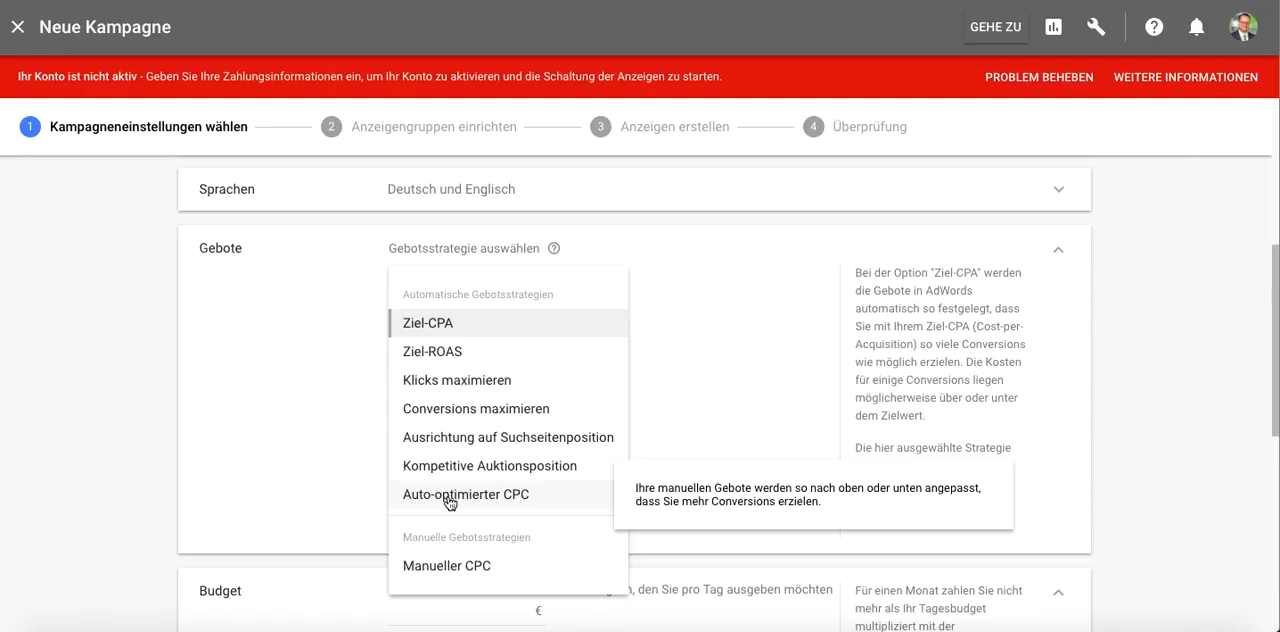 Neue Kampagne
GEHE ZU
Ihr Konto ist nicht aktiv - Geben Sie Ihre Zahlungsinformationen ein, um Ihr Konto zu aktivieren und die Schaltung der Anzeigen zu starten.
PROBLEM BEHEBEN
WEITERE INFORMATIONEN
1 Kampagneneinstellungen wählen
2 Anzeigengruppen einrichten
3 Anzeigen erstellen
4 Überprüfung
Sprachen
Deutsch und Englisch
Gebote
Gebotsstrategie auswählen ?
Automatische Gebotsstrategien
Ziel-CPA
Ziel-ROAS
Klicks maximieren
Conversions maximieren
Ausrichtung auf Suchseitenposition
Kompetitive Auktionsposition
Auto-optimierter CPC
Manuelle Gebotsstrategien
Manueller CPC
Bei der Option "Ziel-CPA" werden
die Gebote in AdWords
automatisch so festgelegt, dass
Sie mit Ihrem Ziel-CPA (Cost-per-
Acquisition) so viele Conversions
wie möglich erzielen. Die Kosten
für einige Conversions liegen
möglicherweise über oder unter
dem Zielwert.
Die hier ausgewählte Strategie
Ihre manuellen Gebote werden so nach oben oder unten angepasst,
dass Sie mehr Conversions erzielen.
Budget
, den Sie pro Tag ausgeben möchten
€
Für einen Monat zahlen Sie nicht
mehr als Ihr Tagesbudget
multipliziert mit der